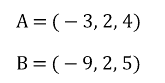 A = ( − 3, 2, 4)
B = ( − 9, 2, 5)